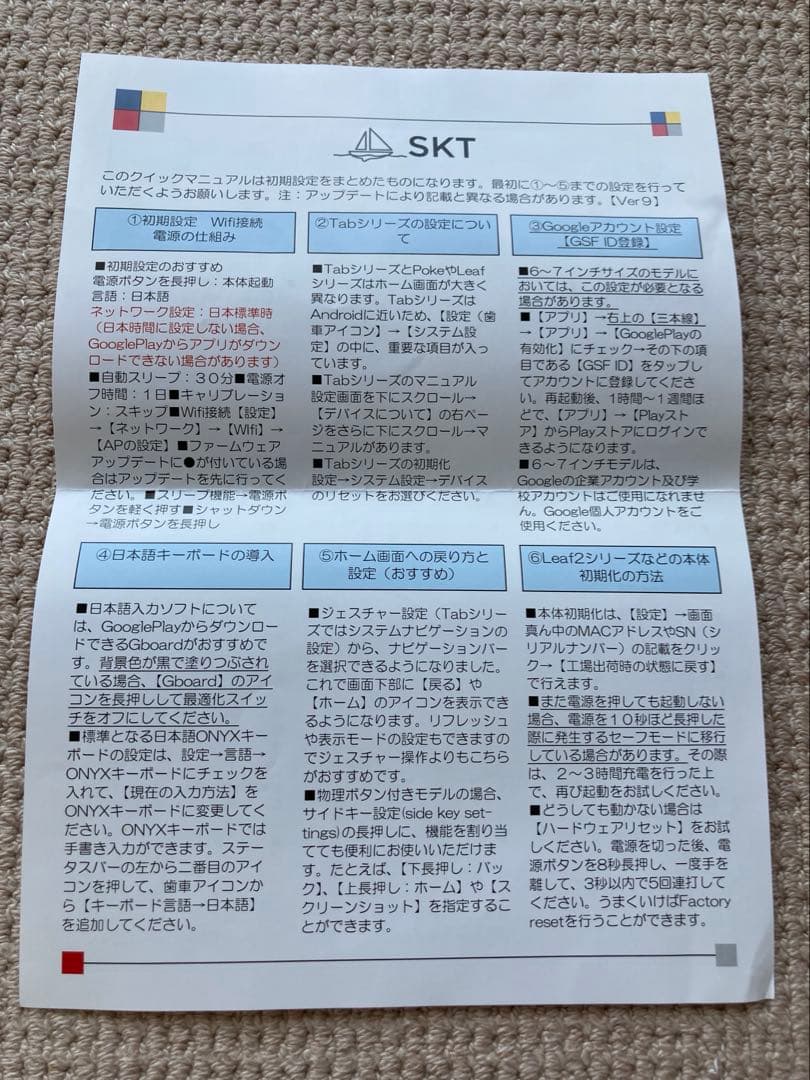 SKT
このクイックマニュアルは初期設定をまとめたものになります。最初に①〜⑤までの設定を行って
いただくようお願いします。注：アップデートにより記載と異なる場合があります。【Ver9】
①初期設定 Wifi接続
電源の仕組み
■初期設定のおすすめ
電源ボタンを長押し：本体起動
言語：日本語
ネットワーク設定：日本標準時
（日本時間に設定しない場合、
GooglePlayからアプリがダウン
ロードできない場合があります）
■自動スリープ：３０分■電源オ
フ時間：１日■キャリブレーショ
ン：スキップ■Wifi接続【設定】
→【ネットワーク】→【WIfi】→
【APの設定】■ファームウェア
アップデートに●が付いている場
合はアップデートを先に行ってく
ださい。■スリープ機能→電源ボ
タンを軽く押す■シャットダウン
→電源ボタンを長押し
②Tabシリーズの設定につい
て
■TabシリーズとPokeやLeaf
シリーズはホーム画面が大きく
異なります。Tabシリーズは
Androidに近いため、【設定（歯
車アイコン】→【システム設
定】の中に、重要な項目が入っ
ています。
■Tabシリーズのマニュアル
設定画面を下にスクロール→
【デバイスについて】の右ペー
ジをさらに下にスクロール→マ
ニュアルがあります。
■Tabシリーズの初期化
設定→システム設定→デバイス
のリセットをお選びください。
③Googleアカウント設定
【GSF ID登録】
■６〜７インチサイズのモデルに
おいては、この設定が必要となる
場合があります。
■【アプリ】→右上の【三本線】
→【アプリ】→【GooglePlayの
有効化】にチェック→その下の項
目である【GSF ID】をタップし
てアカウントに登録してくださ
い。再起動後、1時間〜１週間ほ
どで、【アプリ】→【Playスト
ア】からPlayストアにログインで
きるようになります。
■６〜７インチモデルは、
Googleの企業アカウント及び学
校アカウントはご使用になれませ
ん。Google個人アカウントをご
使用ください。
④日本語キーボードの導入
■日本語入力ソフトについて
は、GooglePlayからダウンロー
ドできるGboardがおすすめで
す。背景色が黒で塗りつぶされ
ている場合、【Gboard】のアイ
コンを長押しして最適化スイッ
チをオフにしてください。
■標準となる日本語ONYXキー
ボードの設定は、設定→言語→
ONYXキーボードにチェックを
入れて、【現在の入力方法】を
ONYXキーボードに変更してく
ださい。ONYXキーボードでは
手書き入力ができます。ステー
タスバーの左から二番目のアイ
コンを押して、歯車アイコンか
ら【キーボード言語→日本語】
を追加してください。
⑤ホーム画面への戻り方と
設定（おすすめ）
■ジェスチャー設定（Tabシリー
ズではシステムナビゲーションの
設定）から、ナビゲーションバー
を選択できるようになりました。
これで画面下部に【戻る】や
【ホーム】のアイコンを表示でき
るようになります。リフレッシュ
や表示モードの設定もできますの
でジェスチャー操作よりもこちら
がおすすめです。
■物理ボタン付きモデルの場合、
サイドキー設定(side key set-
tings)の長押しに、機能を割り当
てても便利にお使いいただけま
す。たとえば、【下長押し：バッ
ク】、【上長押し：ホーム】や【ス
クリーンショット】を指定するこ
とができます。
⑥Leaf2シリーズなどの本体
初期化の方法
■本体初期化は、【設定】→画面
真ん中のMACアドレスやSN（シ
リアルナンバー）の記載をクリッ
ク→【工場出荷時の状態に戻す】
で行えます。
■また電源を押しても起動しない
場合、電源を１０秒ほど長押した
際に発生するセーフモードに移行
している場合があります。その際
は、２〜３時間充電を行った上
で、再び起動をお試しください。
■どうしても動かない場合は
【ハードウェアリセット】をお試
しください。電源を切った後、電
源ボタンを8秒長押し、一度手を
離して、3秒以内で5回連打して
ください。うまくいけばFactory
resetを行うことができます。